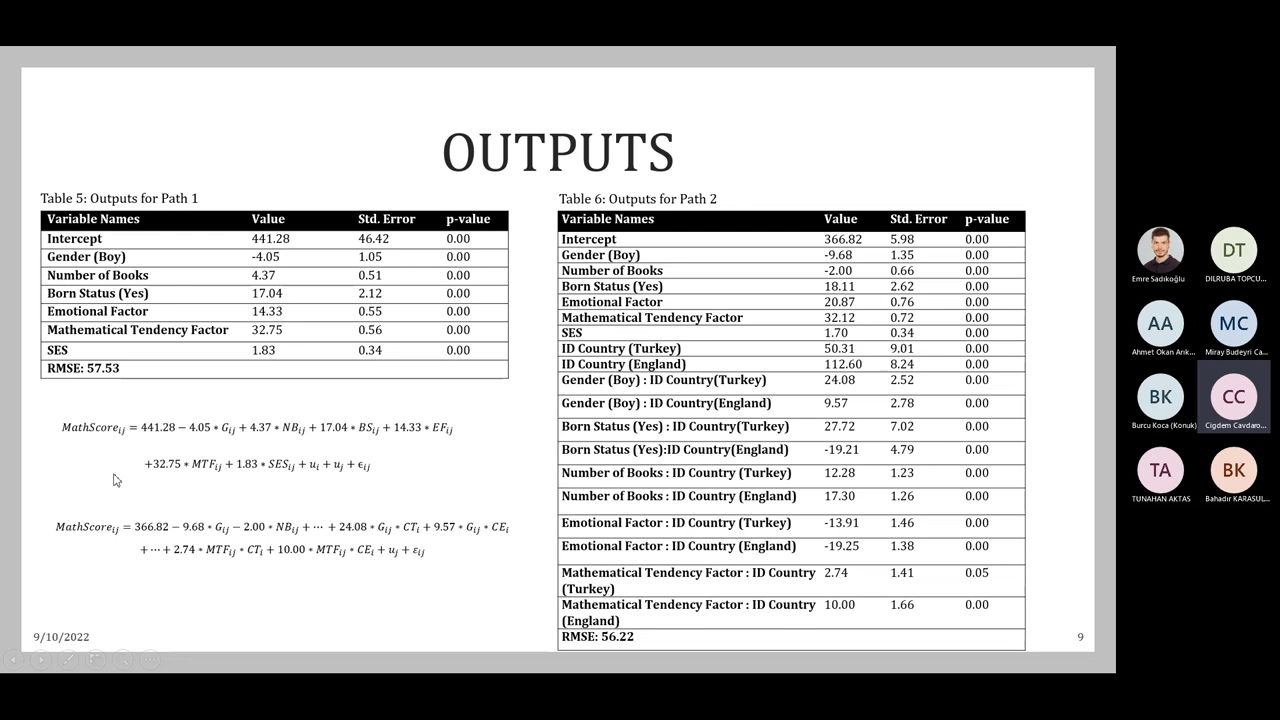 OUTPUTS
Table 5: Outputs for Path 1
Variable Names Value Std. Error p-value
Intercept 441.28 46.42 0.00
Gender (Boy) -4.05 1.05 0.00
Number of Books 4.37 0.51 0.00
Born Status (Yes) 17.04 2.12 0.00
Emotional Factor 14.33 0.55 0.00
Mathematical Tendency Factor 32.75 0.56 0.00
SES 1.83 0.34 0.00
RMSE: 57.53
MathScore_ij = 441.28 − 4.05 * G_ij + 4.37 * NB_ij + 17.04 * BS_ij + 14.33 * EF_ij
+32.75 * MTF_ij + 1.83 * SES_ij + u_i + u_j + ϵ_ij
MathScore_ij = 366.82 − 9.68 * G_ij − 2.00 * NB_ij + ⋯ + 24.08 * G_ij * CT_i + 9.57 * G_ij * CE_i
+ ⋯ + 2.74 * MTF_ij * CT_i + 10.00 * MTF_ij * CE_i + u_j + ε_ij
9/10/2022
Table 6: Outputs for Path 2
Variable Names Value Std. Error p-value
Intercept 366.82 5.98 0.00
Gender (Boy) -9.68 1.35 0.00
Number of Books -2.00 0.66 0.00
Born Status (Yes) 18.11 2.62 0.00
Emotional Factor 20.87 0.76 0.00
Mathematical Tendency Factor 32.12 0.72 0.00
SES 1.70 0.34 0.00
ID Country (Turkey) 50.31 9.01 0.00
ID Country (England) 112.60 8.24 0.00
Gender (Boy) : ID Country(Turkey) 24.08 2.52 0.00
Gender (Boy) : ID Country(England) 9.57 2.78 0.00
Born Status (Yes) : ID Country(Turkey) 27.72 7.02 0.00
Born Status (Yes):ID Country(England) -19.21 4.79 0.00
Number of Books : ID Country (Turkey) 12.28 1.23 0.00
Number of Books : ID Country (England) 17.30 1.26 0.00
Emotional Factor : ID Country (Turkey) -13.91 1.46 0.00
Emotional Factor : ID Country (England) -19.25 1.38 0.00
Mathematical Tendency Factor : ID Country 2.74 1.41 0.05
(Turkey)
Mathematical Tendency Factor : ID Country 10.00 1.66 0.00
(England)
RMSE: 56.22
9
Emre Sadıkoğlu
DT
DILRUBA TOPCU...
AA
Ahmet Okan Arık...
MC
Miray Budeyri Ca...
BK
Burcu Koca (Konuk)
CC
Cigdem Cavdaro...
TA
TUNAHAN AKTAS
BK
Bahadır KARASUL...